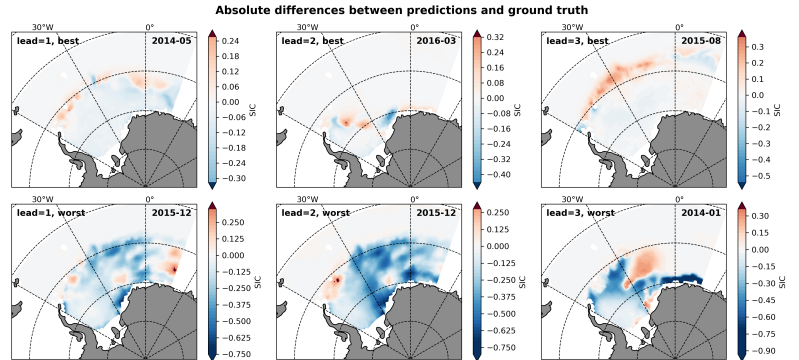 Absolute differences between predictions and ground truth
30°W 0°
lead=1, best 2014-05
0.24
0.18
0.12
0.06
0.00
−0.06
−0.12
−0.18
−0.24
−0.30
SIC
30°W 0°
lead=2, best 2016-03
0.32
0.24
0.16
0.08
0.00
−0.08
−0.16
−0.24
−0.32
−0.40
SIC
30°W 0°
lead=3, best 2015-08
0.3
0.2
0.1
0.0
−0.1
−0.2
−0.3
−0.4
−0.5
SIC
30°W 0°
lead=1, worst 2015-12
0.250
0.125
0.000
−0.125
−0.250
−0.375
−0.500
−0.625
−0.750
SIC
30°W 0°
lead=2, worst 2015-12
0.250
0.125
0.000
−0.125
−0.250
−0.375
−0.500
−0.625
−0.750
SIC
30°W 0°
lead=3, worst 2014-01
0.30
0.15
0.00
−0.15
−0.30
−0.45
−0.60
−0.75
−0.90
SIC